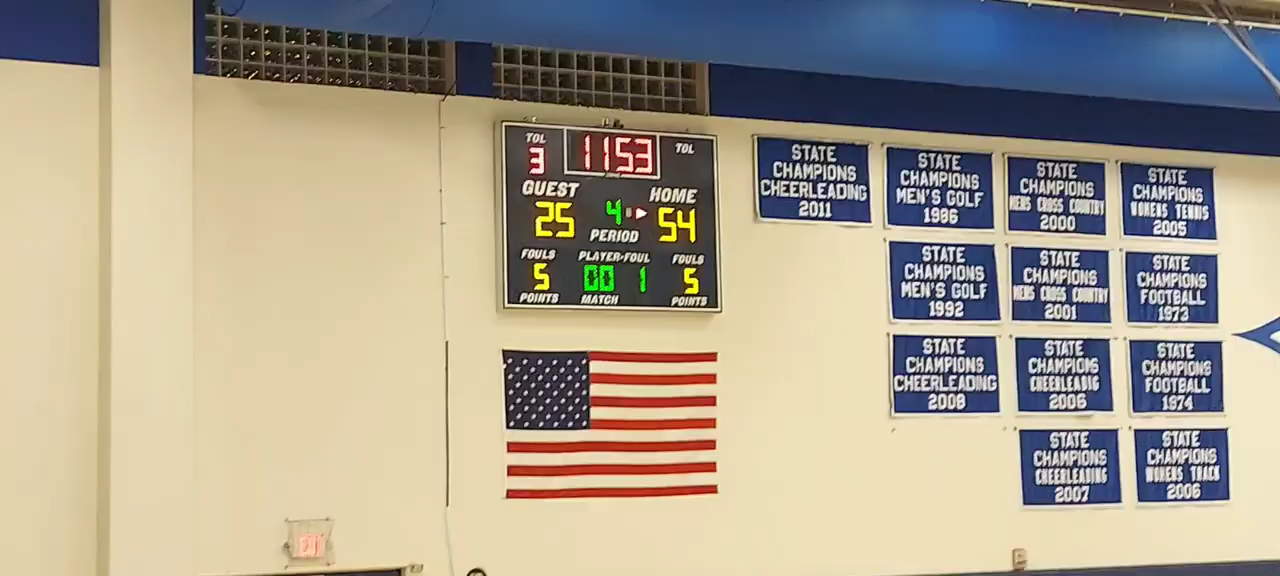 TOL
1153
TOL
3
GUEST
HOME
25
4
54
PERIOD
FOULS
PLAYER-FOUL
FOULS
5
00
1
5
POINTS
MATCH
POINTS
STATE
CHAMPIONS
CHEERLEADING
2011
STATE
CHAMPIONS
MEN'S GOLF
1986
STATE
CHAMPIONS
MENS CROSS COUNTRY
2000
STATE
CHAMPIONS
WOMENS TENNIS
2005
STATE
CHAMPIONS
MEN'S GOLF
1992
STATE
CHAMPIONS
MENS CROSS COUNTRY
2001
STATE
CHAMPIONS
FOOTBALL
1973
STATE
CHAMPIONS
CHEERLEADING
2008
STATE
CHAMPIONS
CHEERLEADING
2006
STATE
CHAMPIONS
FOOTBALL
1974
STATE
CHAMPIONS
CHEERLEADING
2007
STATE
CHAMPIONS
WOMENS TRACK
2006